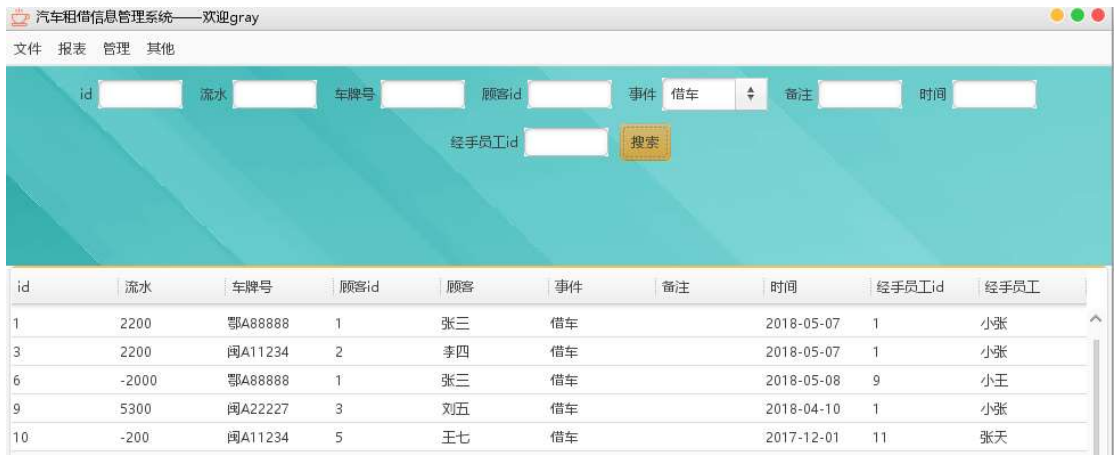 汽车租借信息管理系统——欢迎gray
文件 报表 管理 其他
id 流水 车牌号 顾客id 事件 借车 备注 时间
经手员工id 搜索
id 流水 车牌号 顾客id 顾客 事件 备注 时间 经手员工id 经手员工
1 2200 鄂A88888 1 张三 借车 2018-05-07 1 小张
3 2200 闽A11234 2 李四 借车 2018-05-07 1 小张
6 -2000 鄂A88888 1 张三 借车 2018-05-08 9 小王
9 5300 闽A22227 3 刘五 借车 2018-04-10 1 小张
10 -200 闽A11234 5 王七 借车 2017-12-01 11 张天